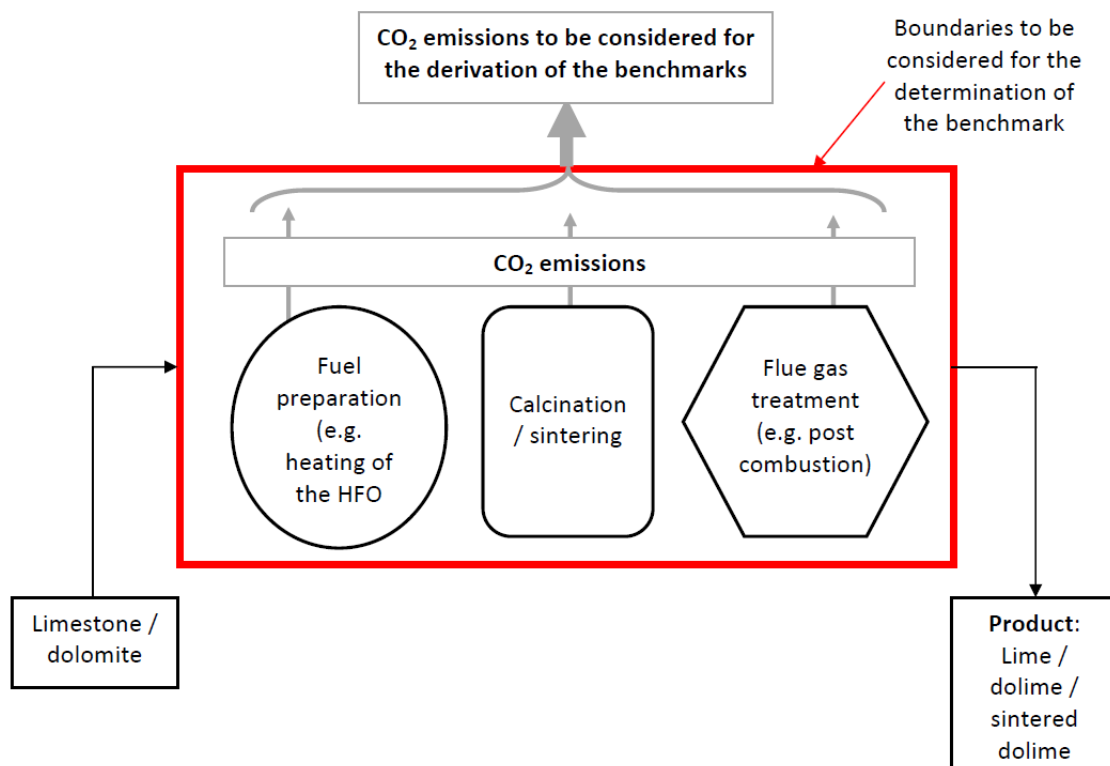 CO₂ emissions to be considered for
the derivation of the benchmarks
Boundaries to be
considered for the
determination of
the benchmark
CO₂ emissions
Fuel
preparation
(e.g.
heating of
the HFO
Calcination
/ sintering
Flue gas
treatment
(e.g. post
combustion)
Limestone /
dolomite
Product:
Lime /
dolime /
sintered
dolime